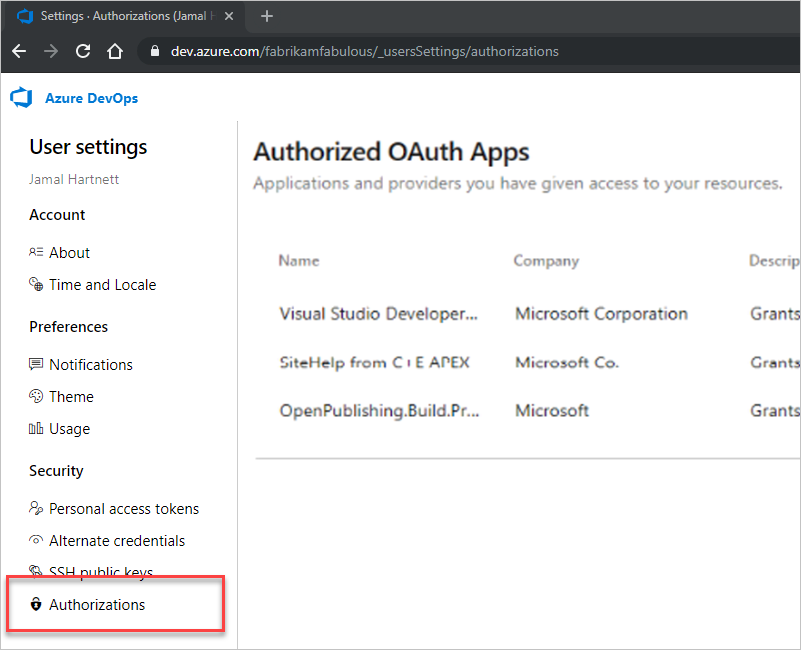 Settings · Authorizations (Jamal H
dev.azure.com/fabrikamfabulous/_usersSettings/authorizations
Azure DevOps
User settings
Jamal Hartnett
Account
About
Time and Locale
Preferences
Notifications
Theme
Usage
Security
Personal access tokens
Alternate credentials
SSH public keys
Authorizations
Authorized OAuth Apps
Applications and providers you have given access to your resources.
Name Company Descrip
Visual Studio Developer... Microsoft Corporation Grants
SiteHelp from C+E APEX Microsoft Co. Grants
OpenPublishing.Build.Pr... Microsoft Grants